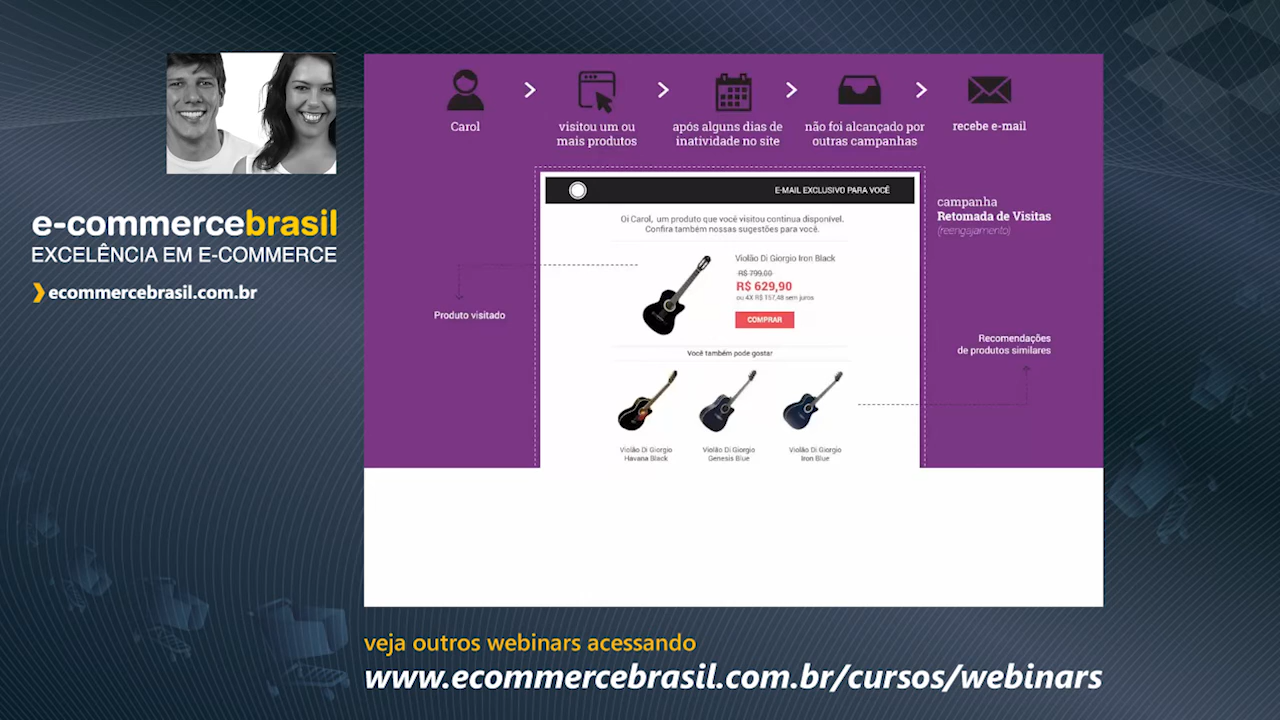 e-commercebrasil
EXCELÊNCIA EM E-COMMERCE
ecommercebrasil.com.br
Carol
visitou um ou
mais produtos
após alguns dias de
inatividade no site
não foi alcançado por
outras campanhas
recebe e-mail
campanha
Retomada de Visitas
(reengajamento)
E-MAIL EXCLUSIVO PARA VOCÊ
Oi Carol, um produto que você visitou continua disponível.
Confira também nossas sugestões para você.
Violão Di Giorgio Iron Black
R$ 799,00
R$ 629,90
ou 4X R$ 157,48 sem juros
COMPRAR
Produto visitado
Recomendações
de produtos similares
Você também pode gostar
Violão Di Giorgio
Havana Black
Violão Di Giorgio
Genesis Blue
Violão Di Giorgio
Iron Blue
veja outros webinars acessando
www.ecommercebrasil.com.br/cursos/webinars